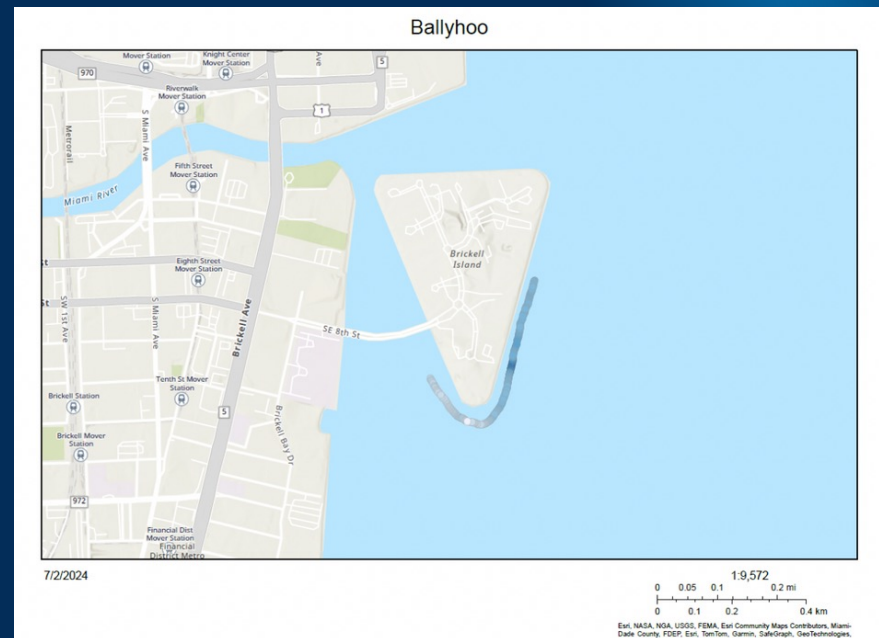 Ballyhoo
Mover Station
Knight Center
Mover Station
Ave
5
970
Riverwalk
Mover Station
1
S Miami Ave
Metrorail
Fifth Street
Mover Station
Miami River
Brickell
Island
Eighth Street
Mover Station
St
St
SW 1st Ave
S Miami Ave
Brickell Ave
SE 8th St
Tenth St Mover
Station
Brickell Station
5
Brickell Bay Dr
Brickell Mover
Station
972
Financial Dist
Mover Station
Financial
District Metro
7/2/2024
1:9,572
0 0.05 0.1 0.2 mi
0 0.1 0.2 0.4 km
Esri, NASA, NGA, USGS, FEMA, Esri Community Maps Contributors, Miami-
Dade County, FDEP, Esri, TomTom, Garmin, SafeGraph, GeoTechnologies,